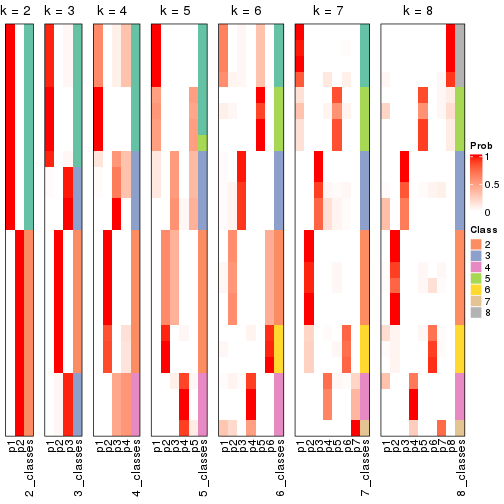 k = 2 k = 3 k = 4 k = 5 k = 6 k = 7 k = 8
Prob
1
0.5
0
Class
2
3
4
5
6
7
8
p1 p2 2_classes p1 p2 p3 3_classes p1 p2 p3 p4 4_classes p1 p2 p3 p4 p5 5_classes p1 p2 p3 p4 p5 p6 6_classes p1 p2 p3 p4 p5 p6 p7 7_classes p1 p2 p3 p4 p5 p6 p7 p8 8_classes